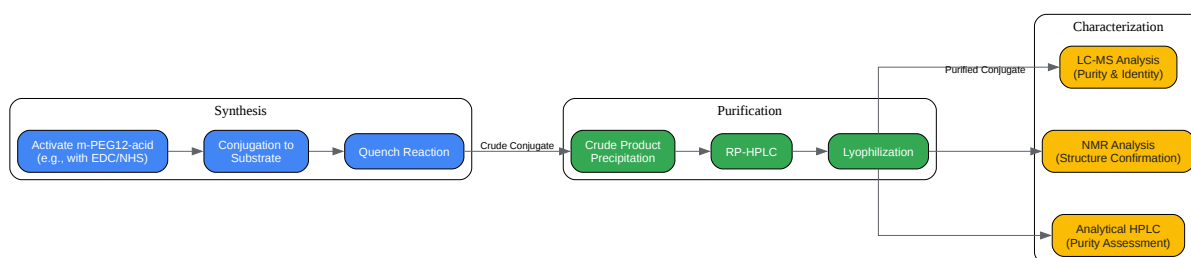 Synthesis
Activate m-PEG12-acid
(e.g., with EDC/NHS)
Conjugation to
Substrate
Quench Reaction
Crude Conjugate
Purification
Crude Product
Precipitation
RP-HPLC
Lyophilization
Purified Conjugate
Characterization
LC-MS Analysis
(Purity & Identity)
NMR Analysis
(Structure Confirmation)
Analytical HPLC
(Purity Assessment)